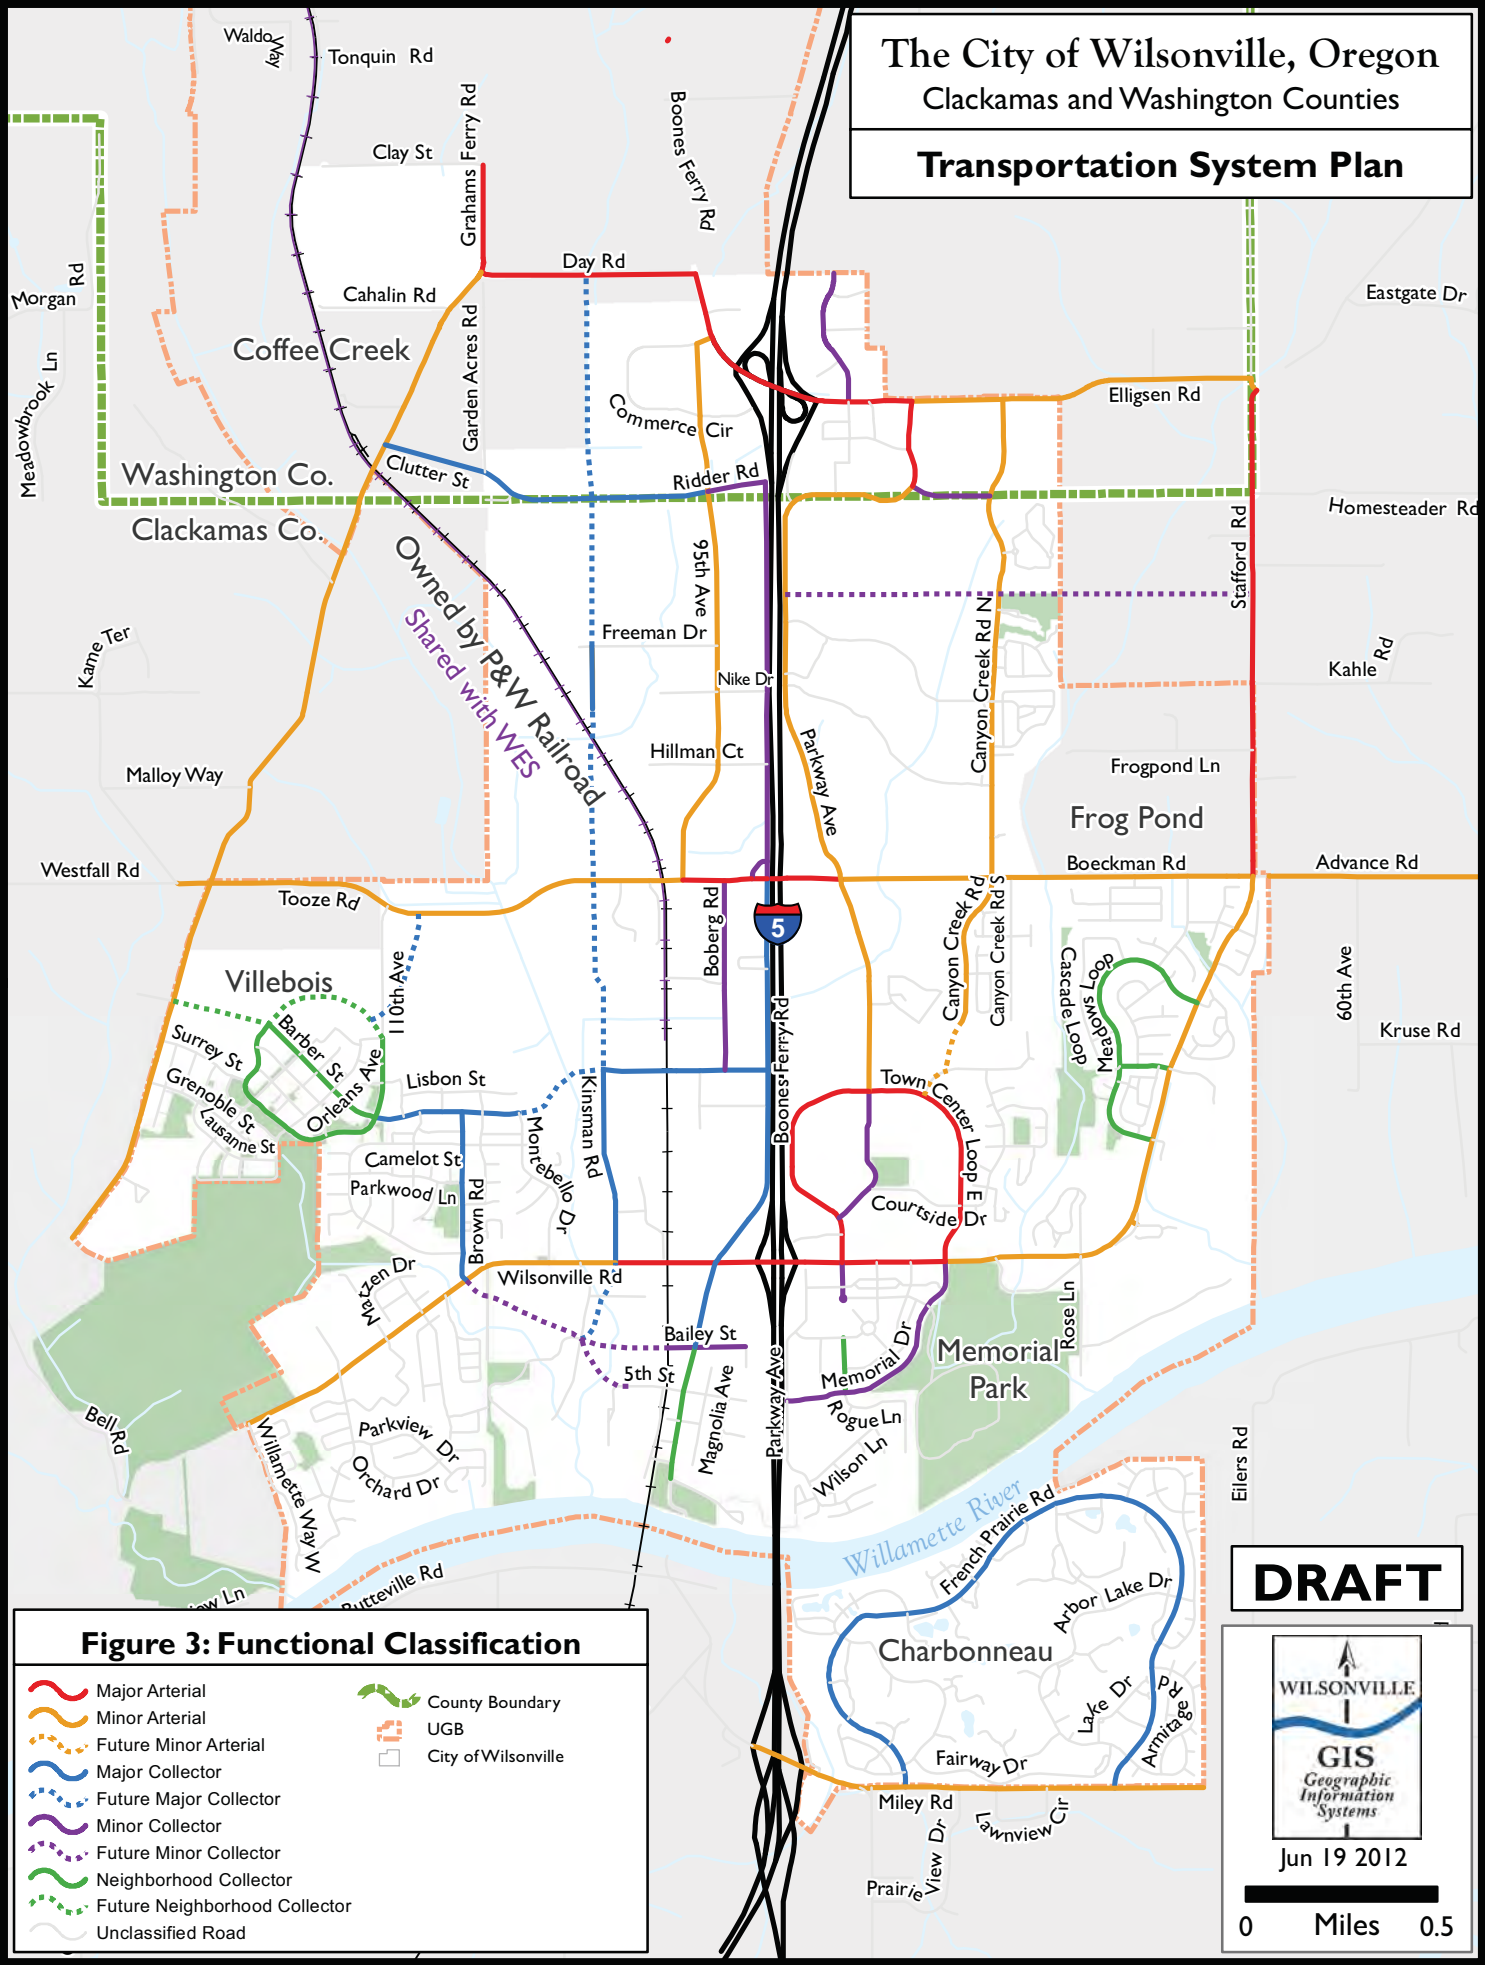 The City of Wilsonville, Oregon
Clackamas and Washington Counties
Transportation System Plan
Waldo
Way
Tonquin Rd
Clay St
Grahams Ferry Rd
Boones Ferry Rd
Day Rd
Morgan
Rd
Cahalin Rd
Eastgate Dr
Coffee Creek
Garden Acres Rd
Meadowbrook Ln
Elligsen Rd
Commerce Cir
Washington Co.
Clutter St
Ridder Rd
Clackamas Co.
Homesteader Rd
Stafford Rd
Owned by P&W Railroad
Shared with WES
95th Ave
Freeman Dr
Kame Ter
Canyon Creek Rd N
Kahle Rd
Nike Dr
Hillman Ct
Parkway Ave
Malloy Way
Frogpond Ln
Frog Pond
Westfall Rd
Boeckman Rd
Advance Rd
Tooze Rd
Boberg Rd
5
Canyon Creek Rd
Canyon Creek Rd S
Cascade Loop
Meadows Loop
60th Ave
110th Ave
Villebois
Boones Ferry Rd
Kruse Rd
Surrey St
Barber St
Orleans Ave
Lisbon St
Grenoble St
Lausanne St
Kinsman Rd
Town Center Loop E
Montebello Dr
Camelot St
Parkwood Ln
Brown Rd
Courtside Dr
Matzen Dr
Wilsonville Rd
Rose Ln
Bailey St
Memorial Dr
Memorial
Park
5th St
Magnolia Ave
Parkway Ave
Rogue Ln
Wilson Ln
Bell Rd
Parkview Dr
Orchard Dr
Willamette Way W
Eilers Rd
Willamette River
French Prairie Rd
Butteville Rd
ew Ln
Arbor Lake Dr
DRAFT
Charbonneau
Lake Dr
Armitage Rd
Fairway Dr
Miley Rd
Lawnview Cir
Prairie View Dr
Figure 3: Functional Classification
Major Arterial
Minor Arterial
Future Minor Arterial
Major Collector
Future Major Collector
Minor Collector
Future Minor Collector
Neighborhood Collector
Future Neighborhood Collector
Unclassified Road
County Boundary
UGB
City of Wilsonville
WILSONVILLE
GIS
Geographic
Information
Systems
Jun 19 2012
0 Miles 0.5